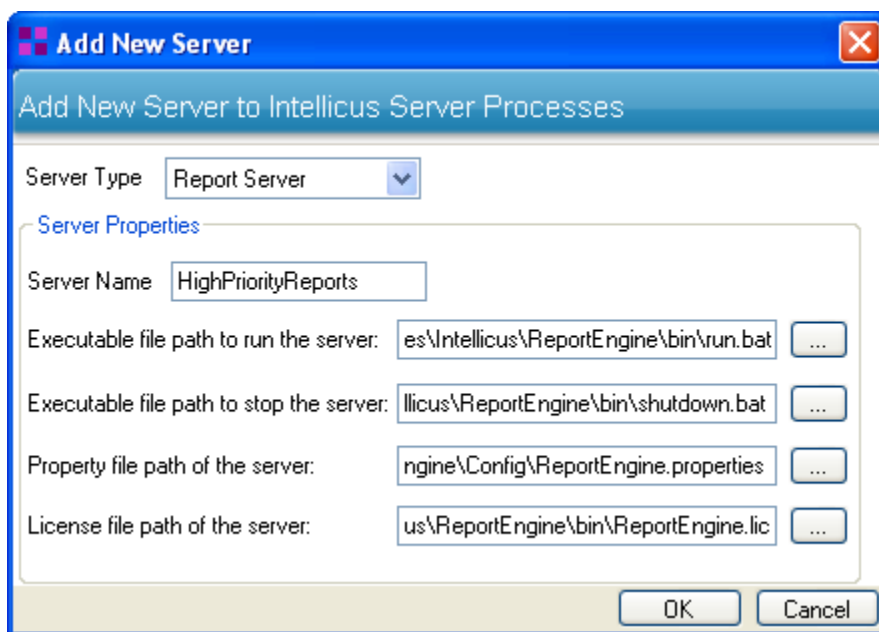 Add New Server
Add New Server to Intellicus Server Processes
Server Type Report Server
Server Properties
Server Name HighPriorityReports
Executable file path to run the server: es\Intellicus\ReportEngine\bin\run.bat ...
Executable file path to stop the server: llicus\ReportEngine\bin\shutdown.bat ...
Property file path of the server: ngine\Config\ReportEngine.properties ...
License file path of the server: us\ReportEngine\bin\ReportEngine.lic ...
OK Cancel